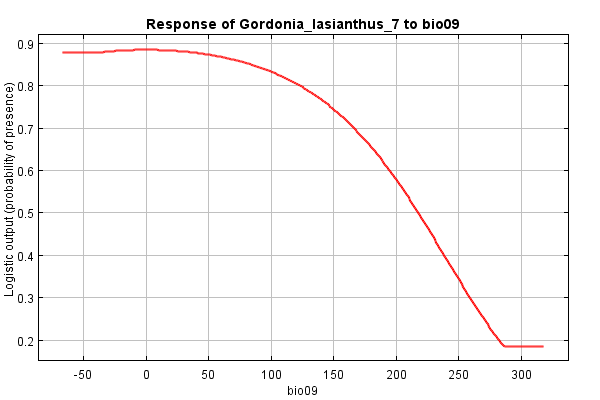 Response of Gordonia_lasianthus_7 to bio09
Logistic output (probability of presence)
0.9
0.8
0.7
0.6
0.5
0.4
0.3
0.2
-50 0 50 100 150 200 250 300
bio09